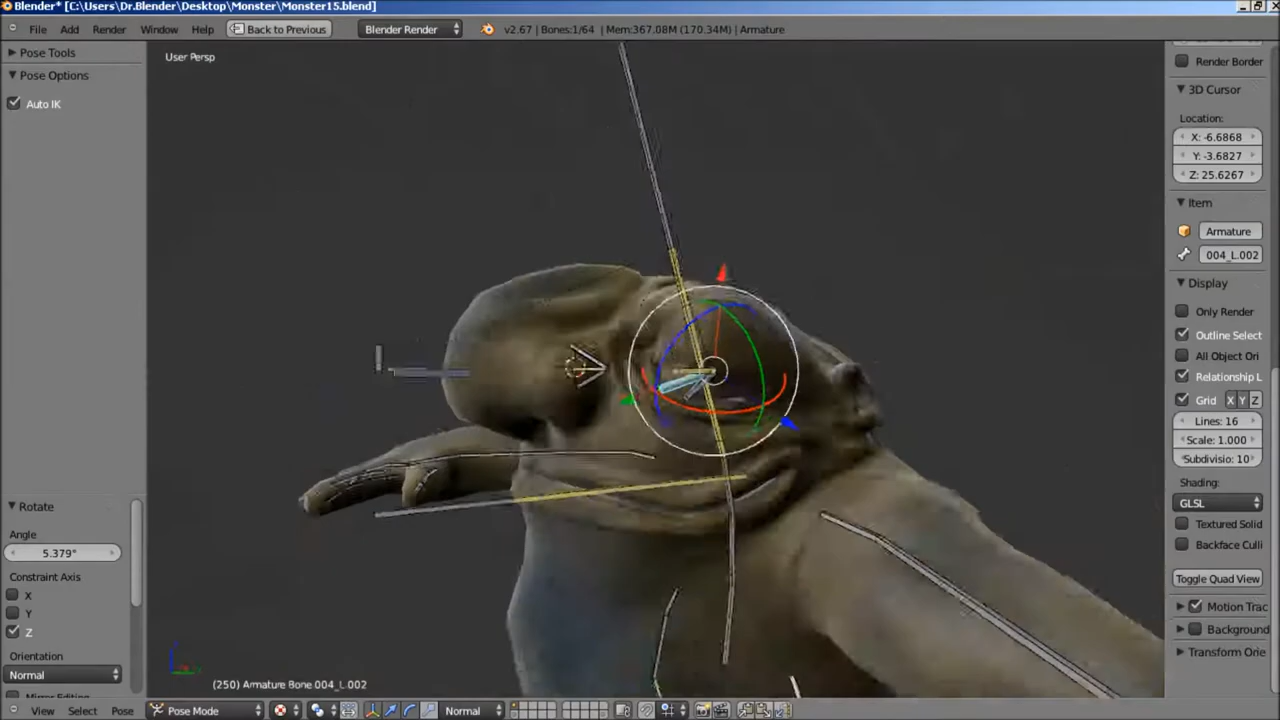 Blender* [C:\Users\Dr.Blender\Desktop\Monster\Monster15.blend]
File Add Render Window Help Back to Previous Blender Render v2.67 | Bones:1/64 | Mem:367.08M (170.34M) | Armature
Pose Tools
Pose Options
Auto IK
User Persp
Render Border
3D Cursor
Location:
X: -6.6868
Y: -3.6827
Z: 25.6267
Item
Armature
004_L.002
Display
Only Render
Outline Select
All Object Ori
Relationship L
Grid X Y Z
Lines: 16
Scale: 1.000
Subdivisio: 10
Shading:
GLSL
Textured Solid
Backface Culli
Toggle Quad View
Motion Trac
Background
Transform Orie
Rotate
Angle
5.379°
Constraint Axis
X
Y
Z
Orientation
Normal
Mirror Editing
(250) Armature Bone.004_L.002
View Select Pose Pose Mode Normal